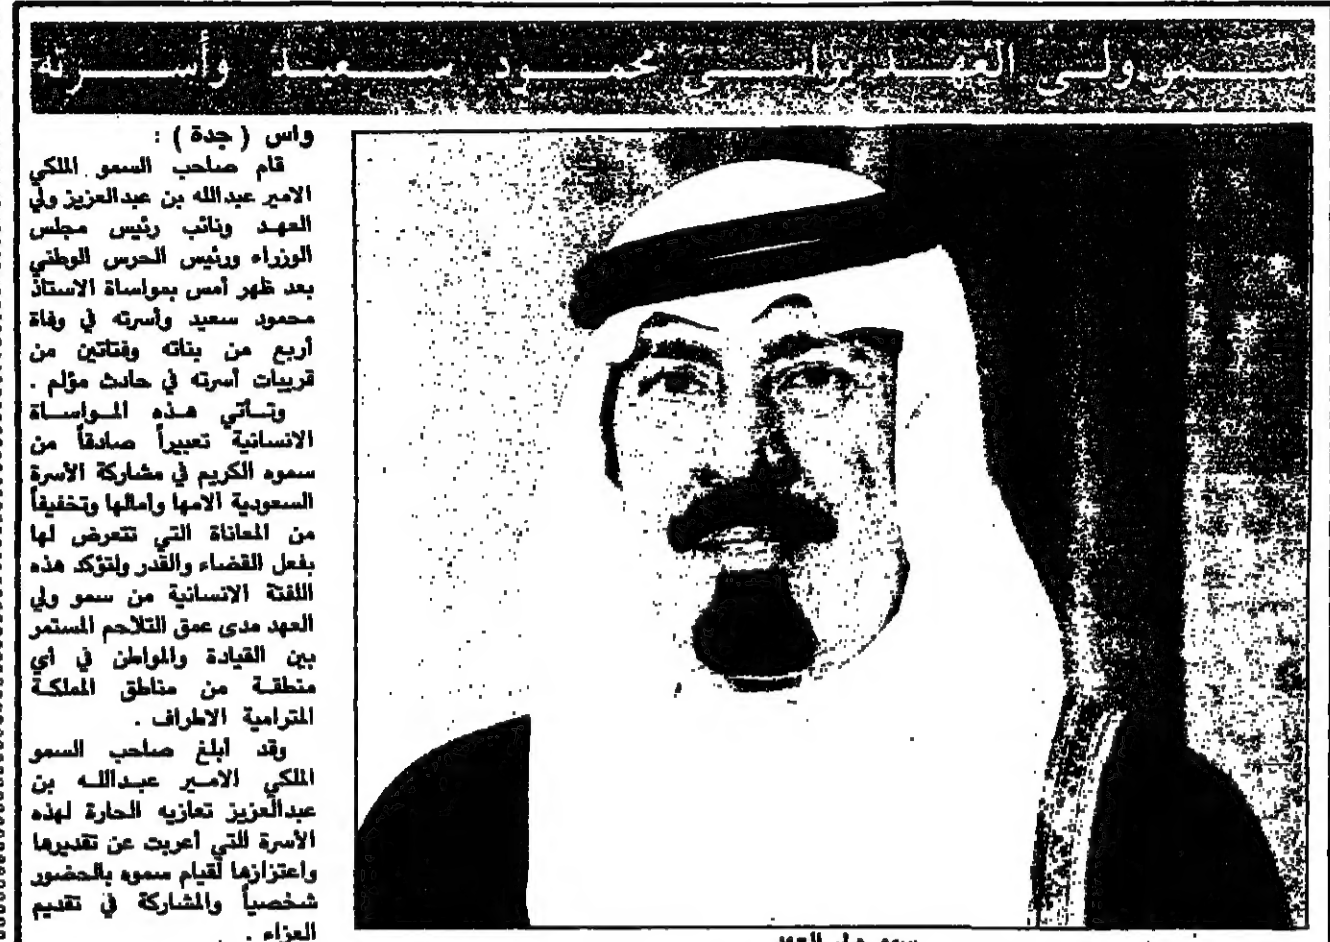 سمو ولي العهد يواسي محمود سعيد وأسرته
واس ( جدة ) :
قام صاحب السمو الملكي
الامير عبدالله بن عبدالعزيز ولي
العهد ونائب رئيس مجلس
الوزراء ورئيس الحرس الوطني
بعد ظهر أمس بمواساة الاستاذ
محمود سعيد وأسرته في وفاة
أربع من بناته وفتاتين من
قريبات أسرته في حادث مؤلم .
وتأتي هذه المواساة
الانسانية تعبيراً صادقاً من
سموه الكريم في مشاركة الأسرة
السعودية الامها وأمالها وتخفيفاً
من المعاناة التي تتعرض لها
بفعل القضاء والقدر ولتؤكد هذه
اللفتة الانسانية من سمو ولي
العهد مدى عمق التلاحم المستمر
بين القيادة والمواطن في أي
منطقة من مناطق المملكة
المترامية الاطراف .
وقد أبلغ صاحب السمو
الملكي الامير عبدالله بن
عبدالعزيز تعازيه الحارة لهذه
الأسرة التي أعربت عن تقديرها
واعتزازها لقيام سموه بالحضور
شخصياً والمشاركة في تقديم
العزاء .
سمو ولي العهد